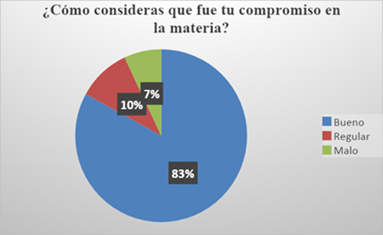 ¿Cómo consideras que fue tu compromiso en
la materia?
7%
10%
83%
Bueno
Regular
Malo